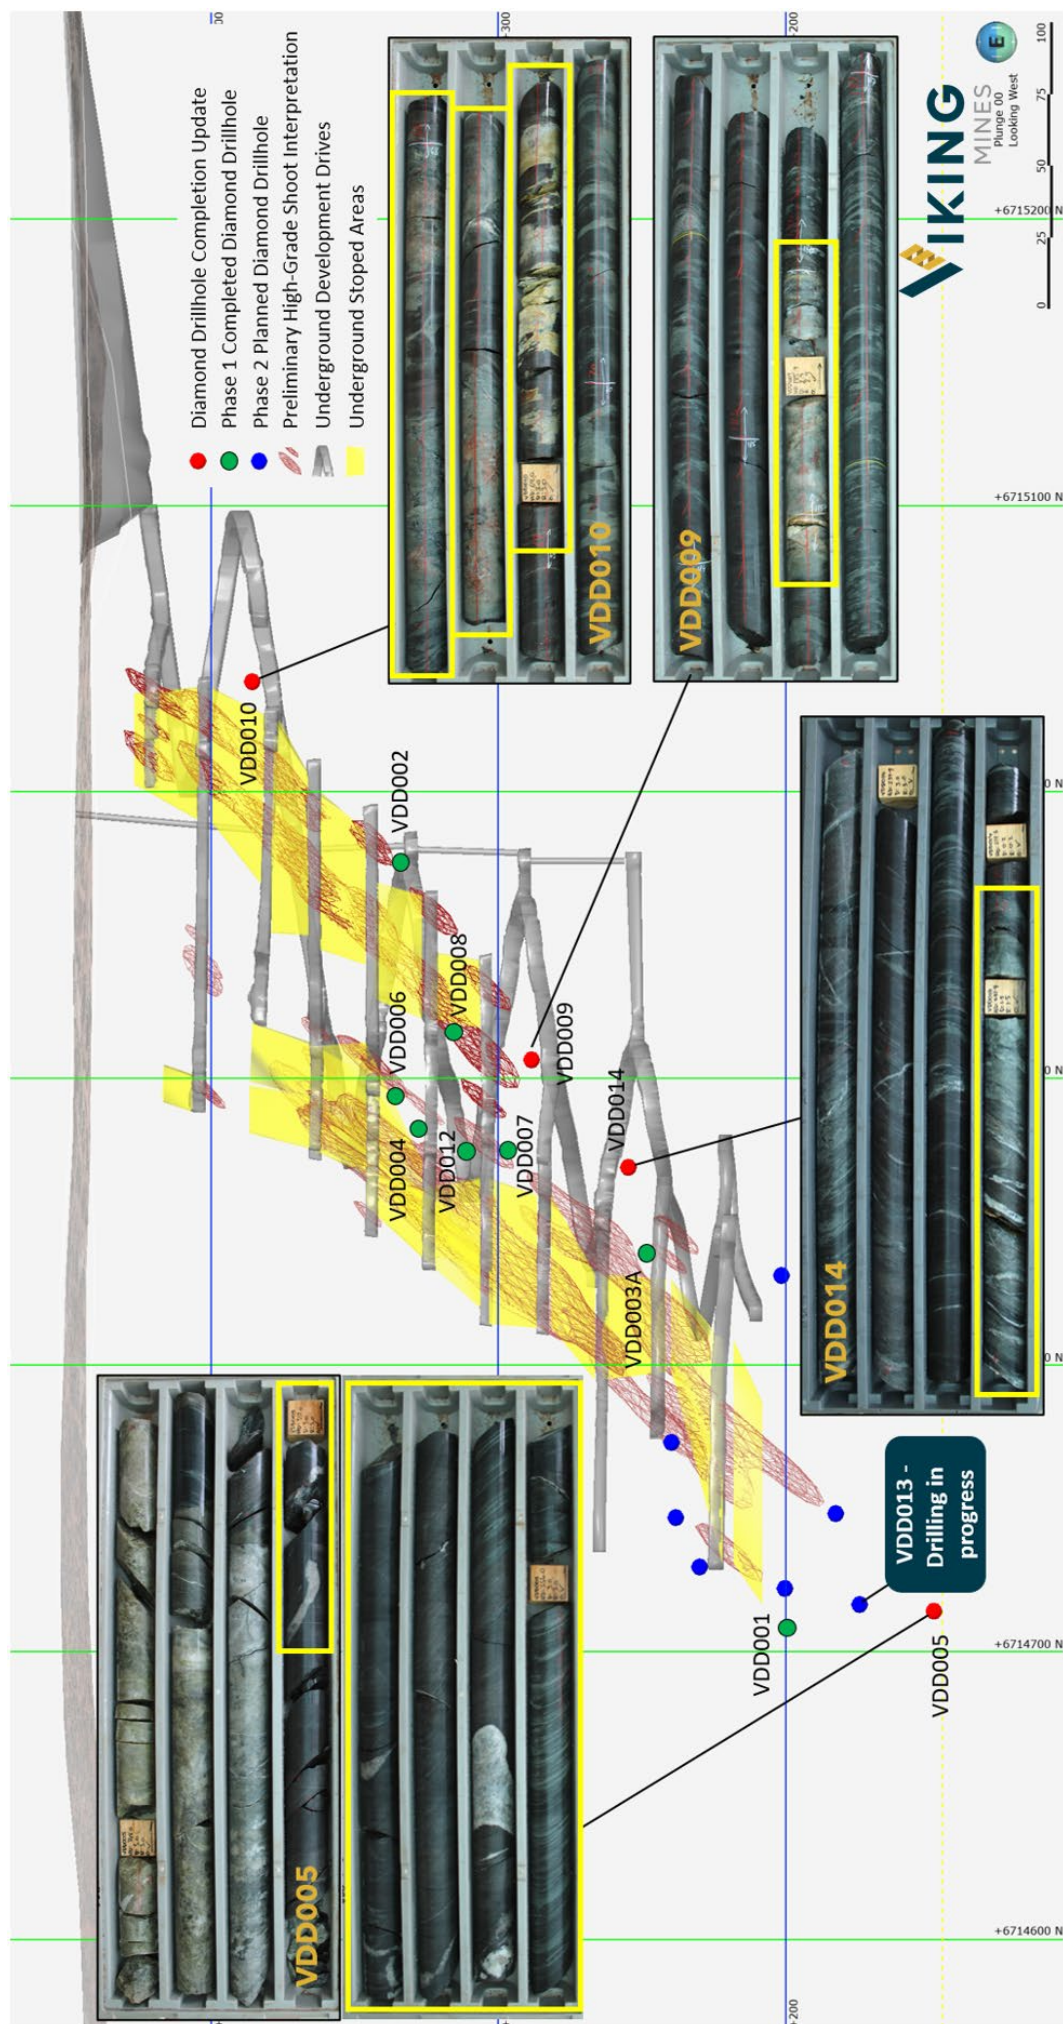 Diamond Drillhole Completion Update
Phase 1 Completed Diamond Drillhole
Phase 2 Planned Diamond Drillhole
Preliminary High-Grade Shoot Interpretation
Underground Development Drives
Underground Stoped Areas
VDD005
VDD014
VDD009
VDD010
VDD010
VDD002
VDD008
VDD006
VDD004
VDD012
VDD007
VDD009
VDD014
VDD003A
VDD001
VDD005
VDD013 -
Drilling in
progress
+300
+200
-200
+6715200 N
+6715100 N
+6714700 N
+6714600 N
VIKING
MINES
E
Plunge 00
Looking West
0 25 50 75 100